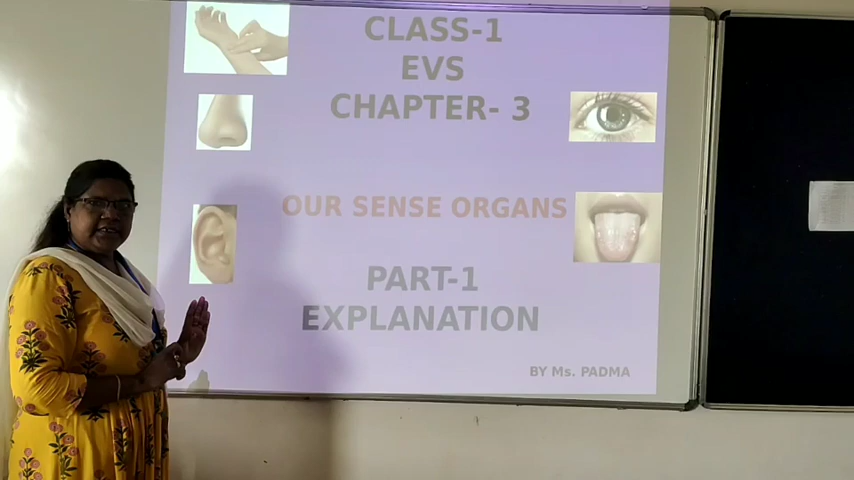 CLASS-1
EVS
CHAPTER- 3
OUR SENSE ORGANS
PART-1
EXPLANATION
BY Ms. PADMA